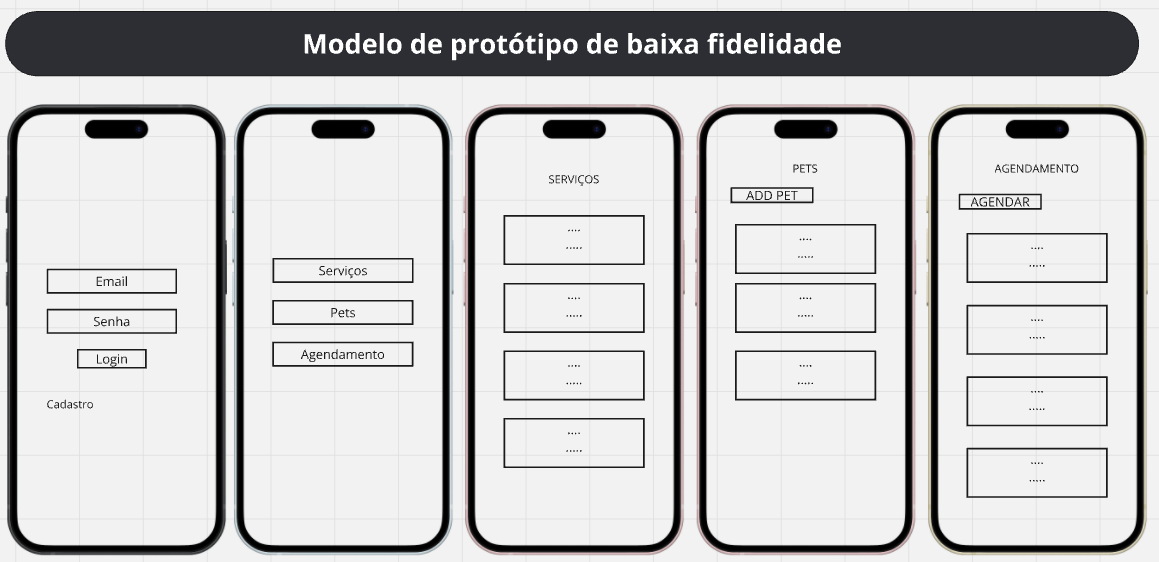 Modelo de protótipo de baixa fidelidade
Email
Senha
Login
Cadastro
Serviços
Pets
Agendamento
SERVIÇOS
....
.....
....
.....
....
.....
....
.....
PETS
ADD PET
....
.....
....
.....
....
.....
AGENDAMENTO
AGENDAR
....
.....
....
.....
....
.....
....
.....